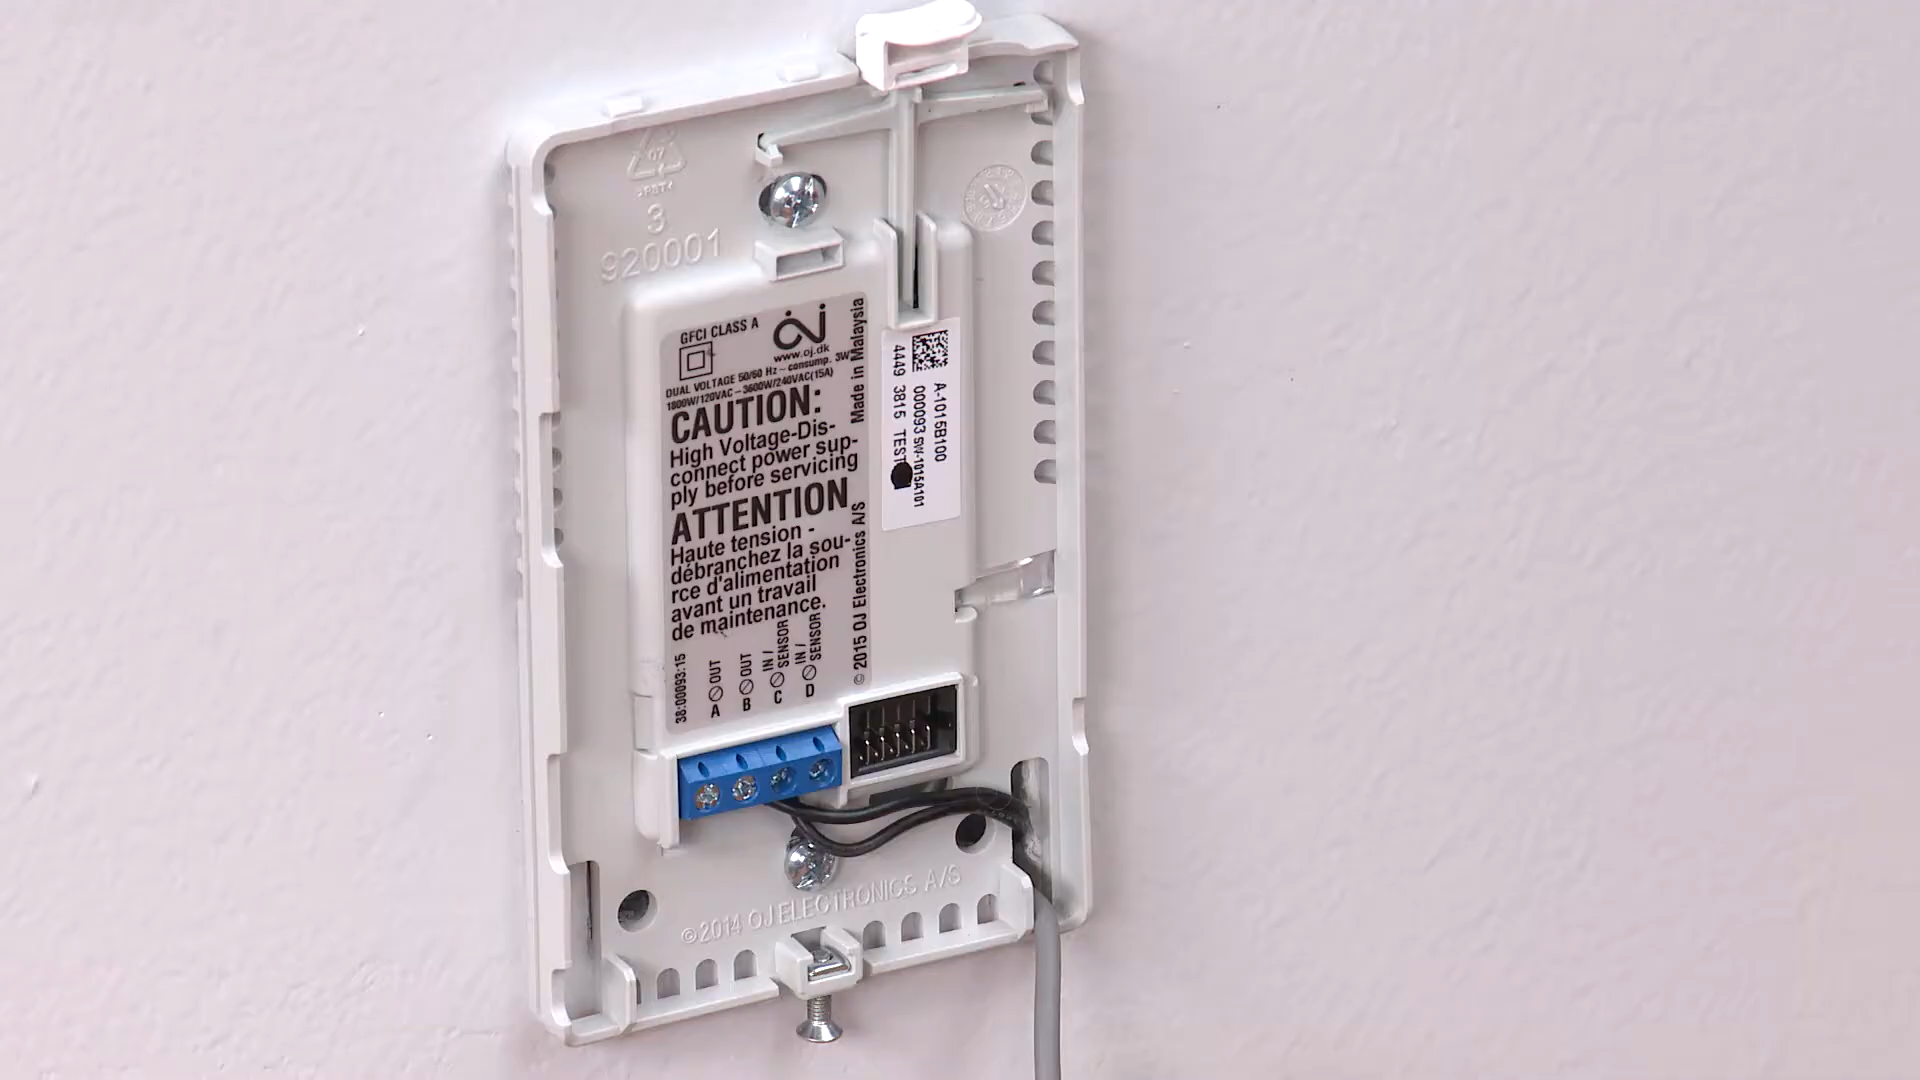 07
>PBT<
3
920001
GFCI CLASS A
OJ
www.oj.dk
DUAL VOLTAGE 50/60 Hz – consump. 3W
1800W/120VAC – 3600W/240VAC(15A)
CAUTION:
High Voltage-Dis-
connect power sup-
ply before servicing
ATTENTION
Haute tension -
débranchez la sou-
rce d'alimentation
avant un travail
de maintenance.
Made in Malaysia
© 2015 OJ Electronics A/S
38:00093:15
OUT
OUT
IN /
SENSOR
IN /
SENSOR
A
B
C
D
A-1015B100
000093 SW-1015A101
4449 3815 TEST
©2014 OJ ELECTRONICS A/S